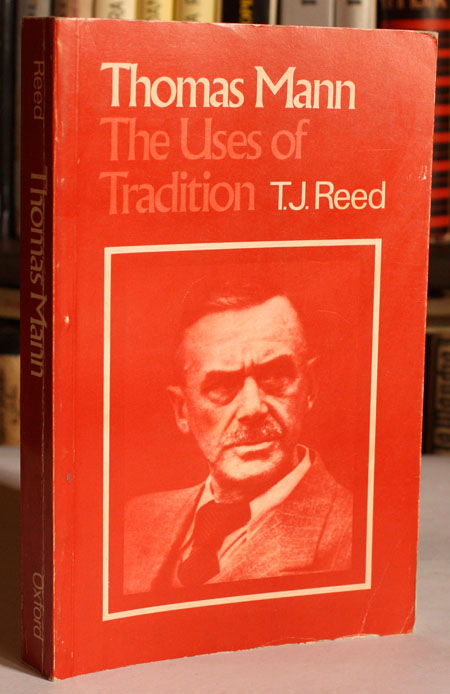 Thomas Mann
The Uses of
Tradition T.J. Reed
Reed
Thomas Mann
Oxford